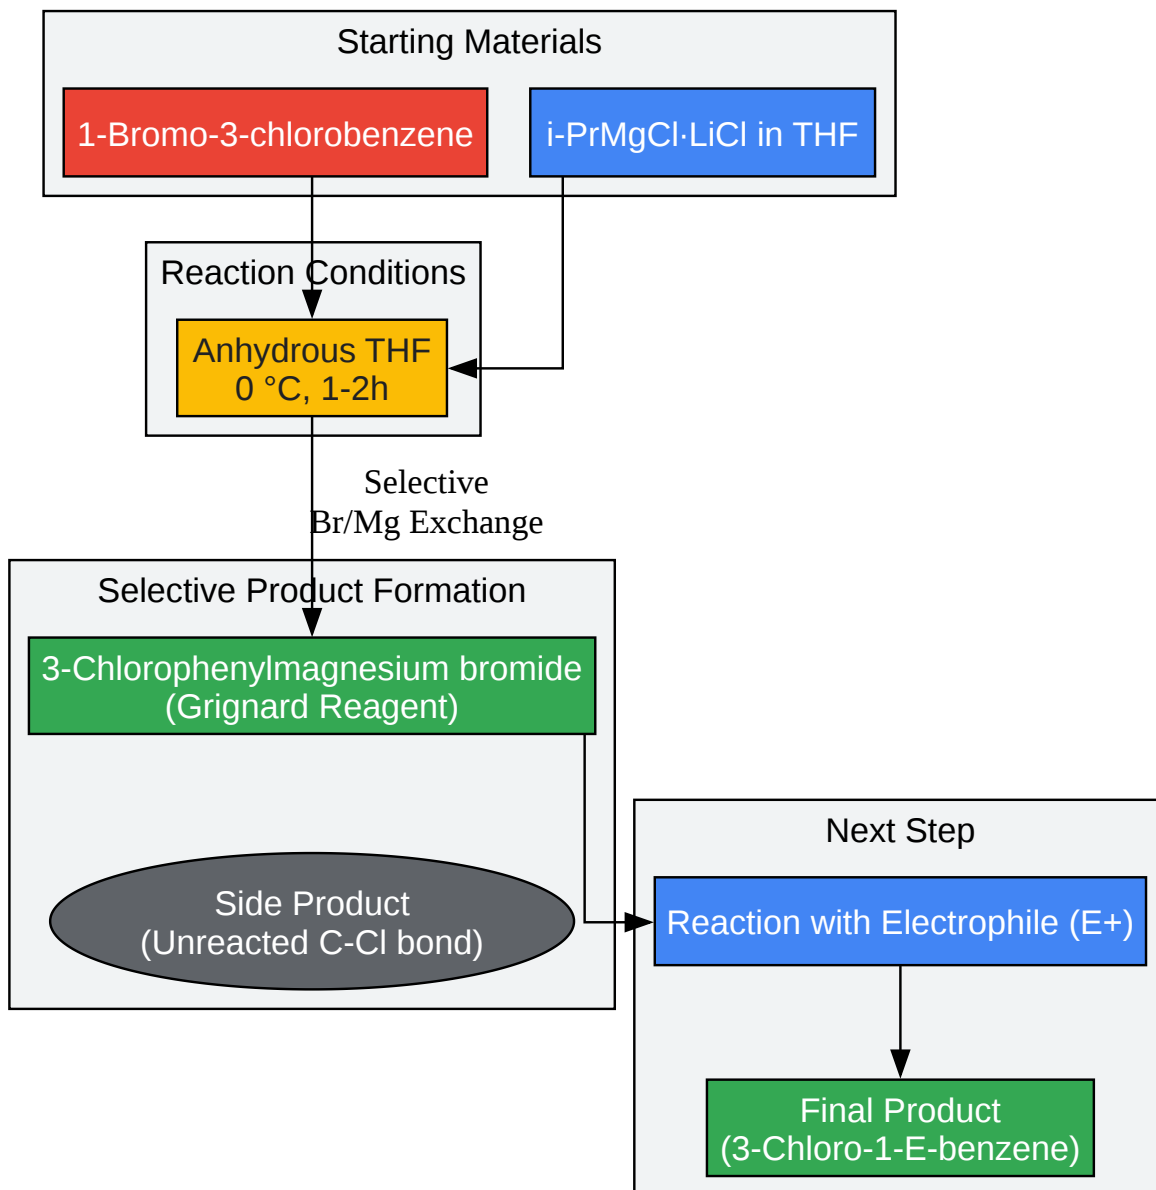 Starting Materials
1-Bromo-3-chlorobenzene
i-PrMgCl·LiCl in THF
Reaction Conditions
Anhydrous THF
0 °C, 1-2h
Selective
Br/Mg Exchange
Selective Product Formation
3-Chlorophenylmagnesium bromide
(Grignard Reagent)
Side Product
(Unreacted C-Cl bond)
Next Step
Reaction with Electrophile (E+)
Final Product
(3-Chloro-1-E-benzene)